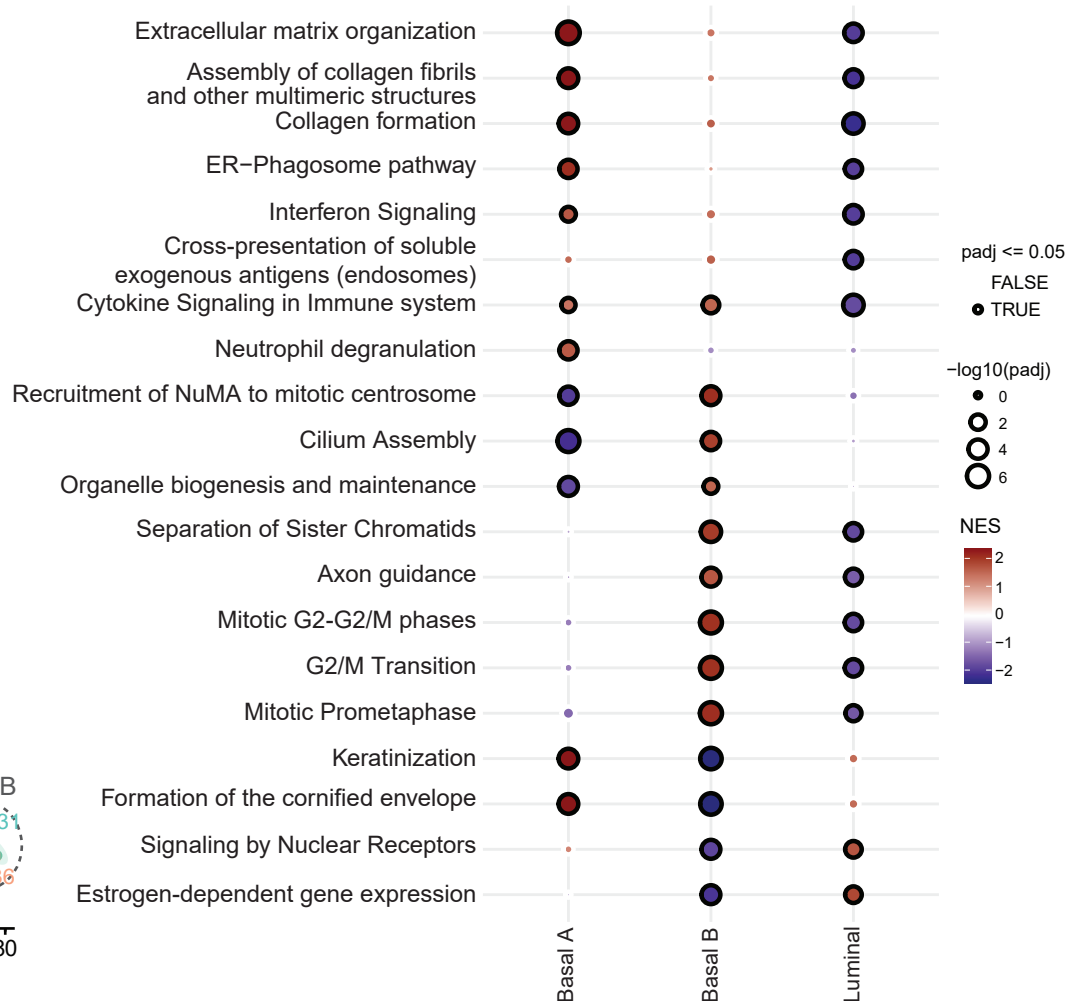 Extracellular matrix organization
Assembly of collagen fibrils
and other multimeric structures
Collagen formation
ER−Phagosome pathway
Interferon Signaling
Cross-presentation of soluble
exogenous antigens (endosomes)
Cytokine Signaling in Immune system
Neutrophil degranulation
Recruitment of NuMA to mitotic centrosome
Cilium Assembly
Organelle biogenesis and maintenance
Separation of Sister Chromatids
Axon guidance
Mitotic G2-G2/M phases
G2/M Transition
Mitotic Prometaphase
Keratinization
Formation of the cornified envelope
Signaling by Nuclear Receptors
Estrogen-dependent gene expression
Basal A
Basal B
Luminal
padj <= 0.05
FALSE
TRUE
−log10(padj)
0
2
4
6
NES
2
1
0
−1
−2
B
31